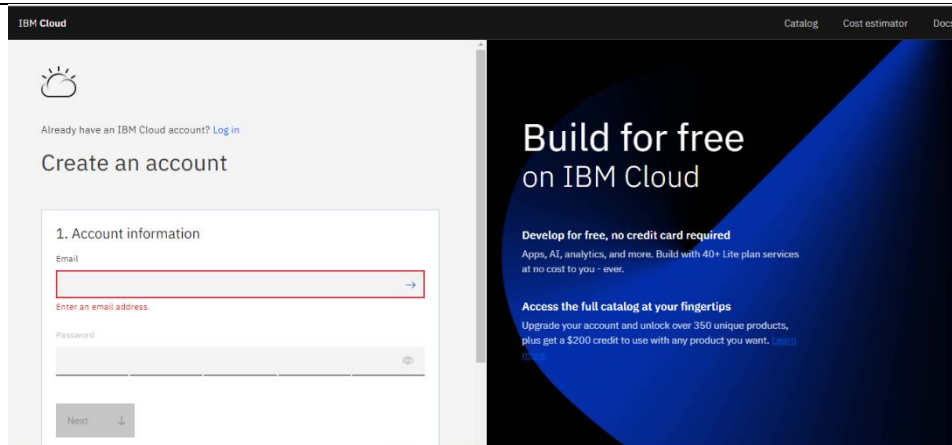 IBM Cloud
Catalog
Cost estimator
Docs
Already have an IBM Cloud account? Log in
Create an account
1. Account information
Email
Enter an email address.
Password
Next
Build for free
on IBM Cloud
Develop for free, no credit card required
Apps, AI, analytics, and more. Build with 40+ Lite plan services
at no cost to you - ever.
Access the full catalog at your fingertips
Upgrade your account and unlock over 350 unique products,
plus get a $200 credit to use with any product you want. Learn
more.